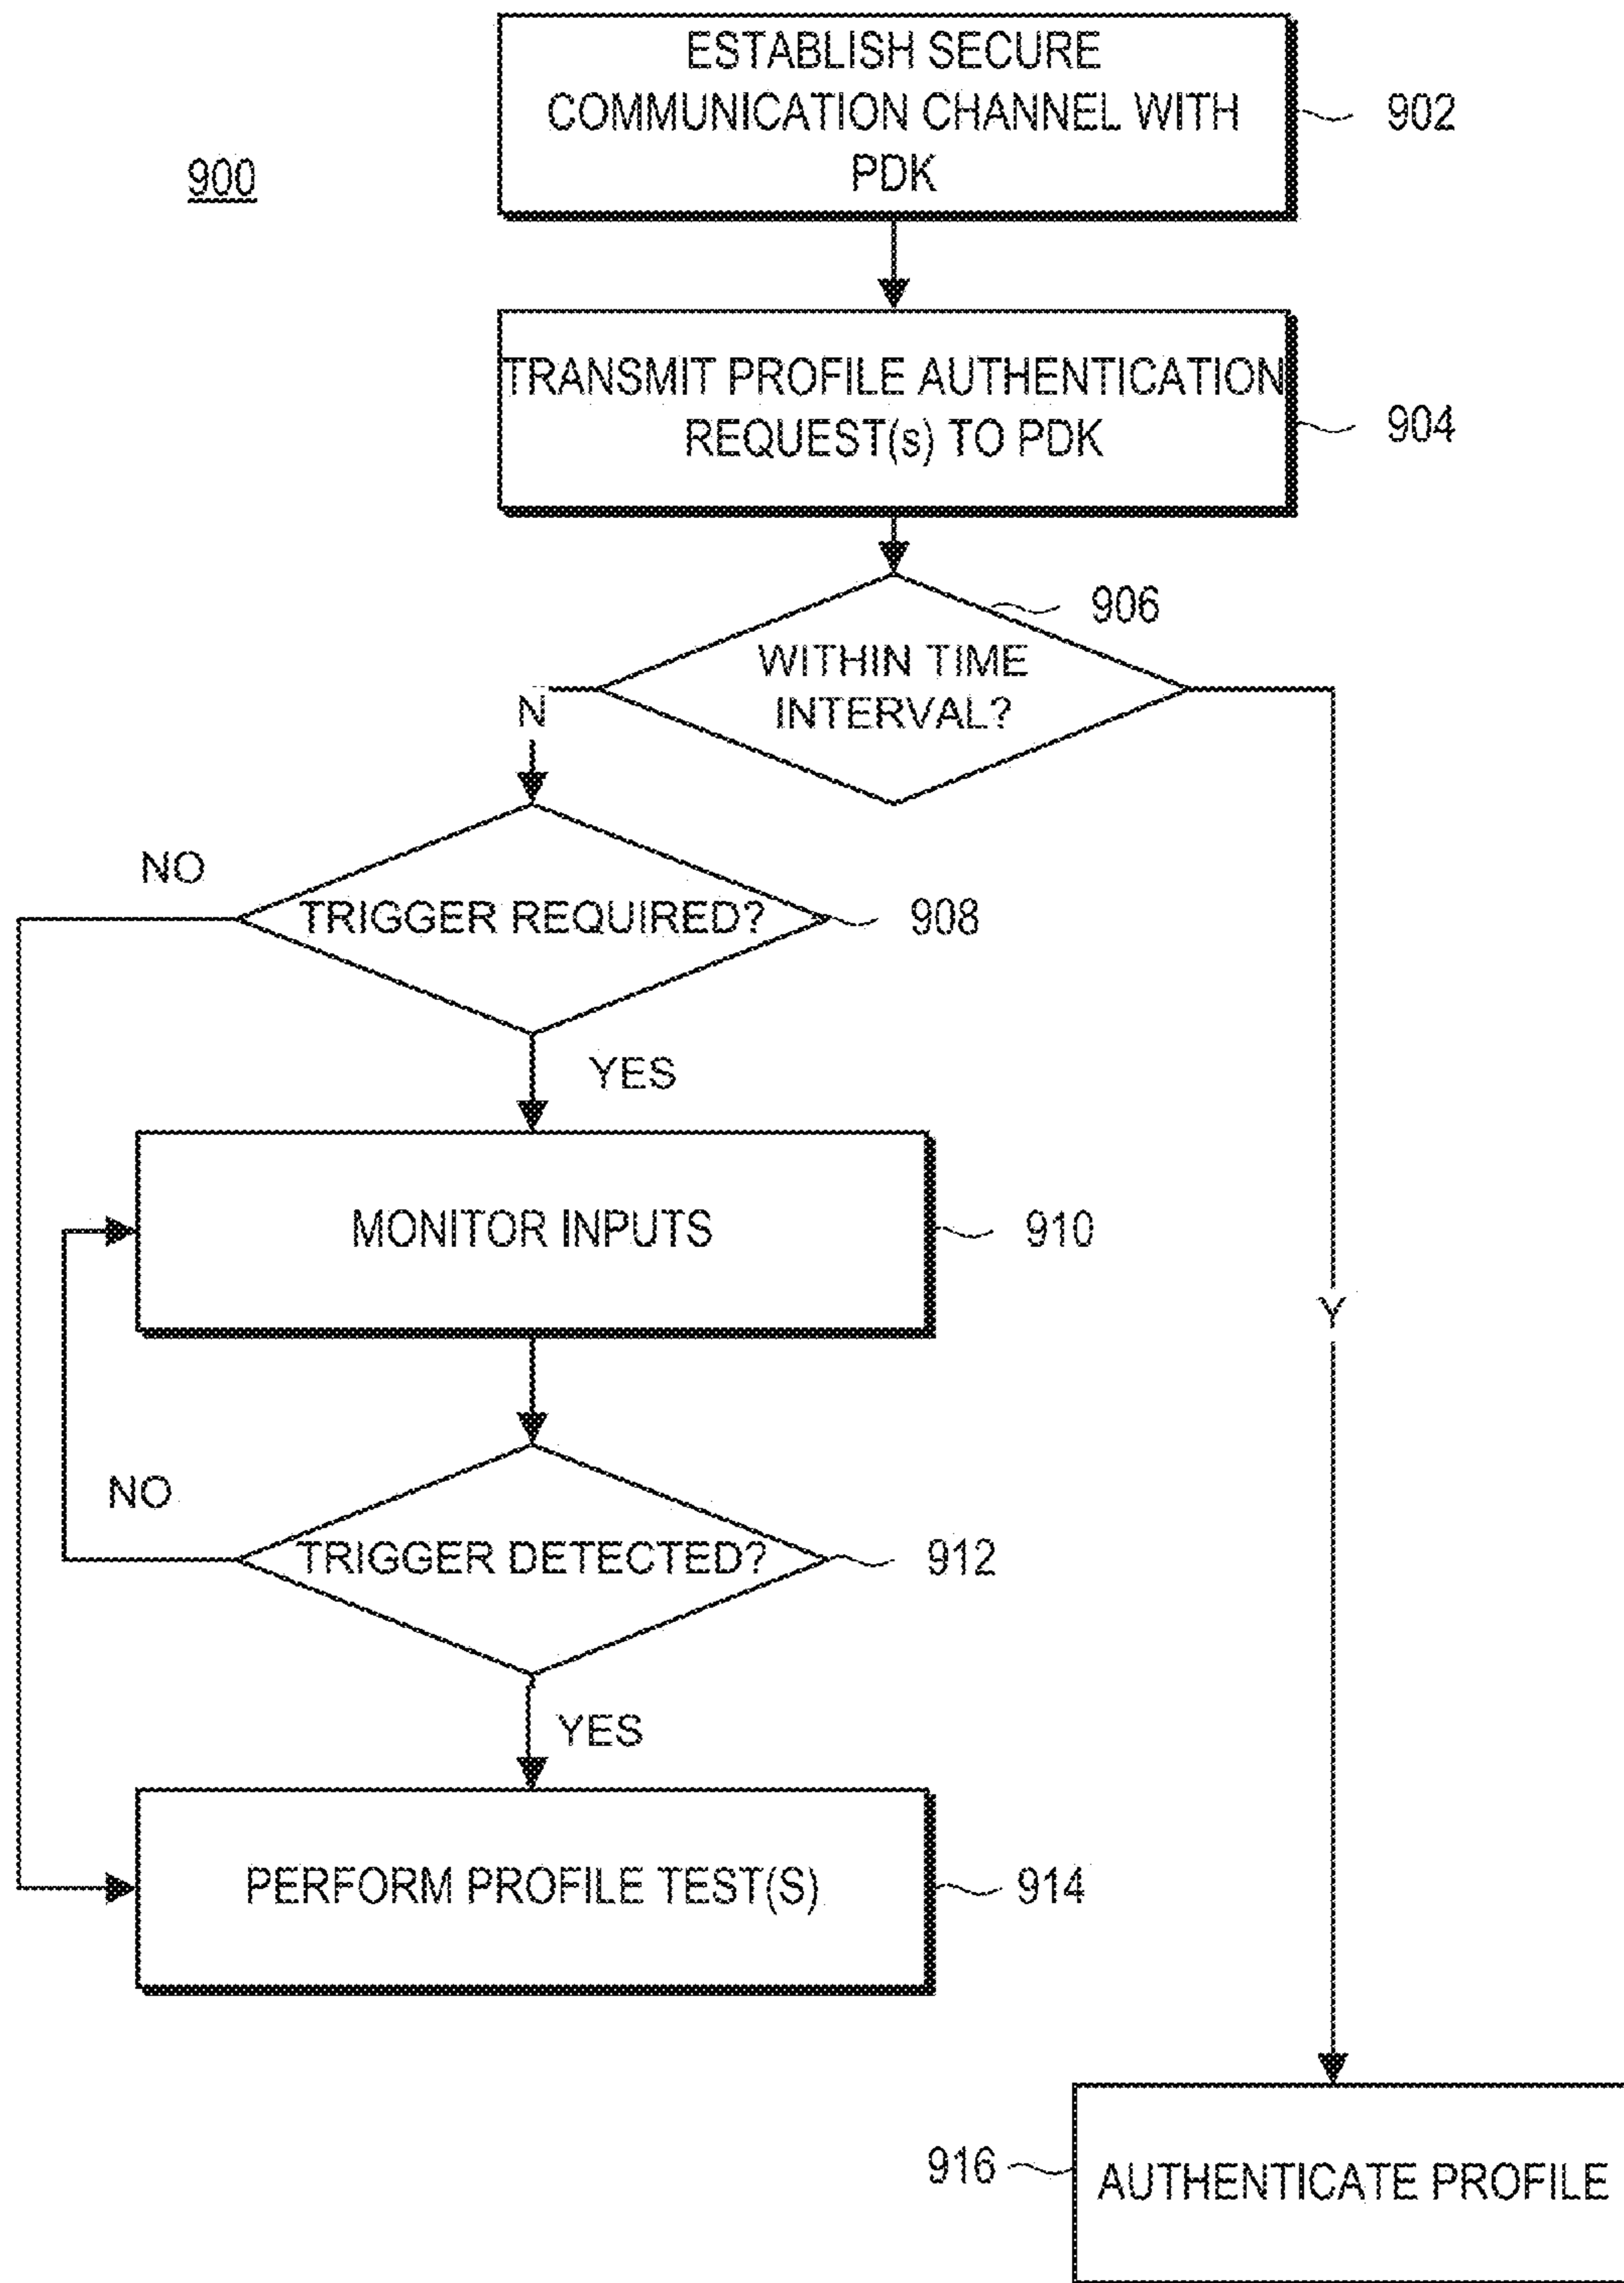 ESTABLISH SECURE
COMMUNICATION CHANNEL WITH
PDK
902
900
TRANSMIT PROFILE AUTHENTICATION
REQUEST(s) TO PDK
904
906
WITHIN TIME
INTERVAL?
N
NO
TRIGGER REQUIRED?
908
YES
MONITOR INPUTS
910
Y
NO
TRIGGER DETECTED?
912
YES
PERFORM PROFILE TEST(S)
914
916
AUTHENTICATE PROFILE